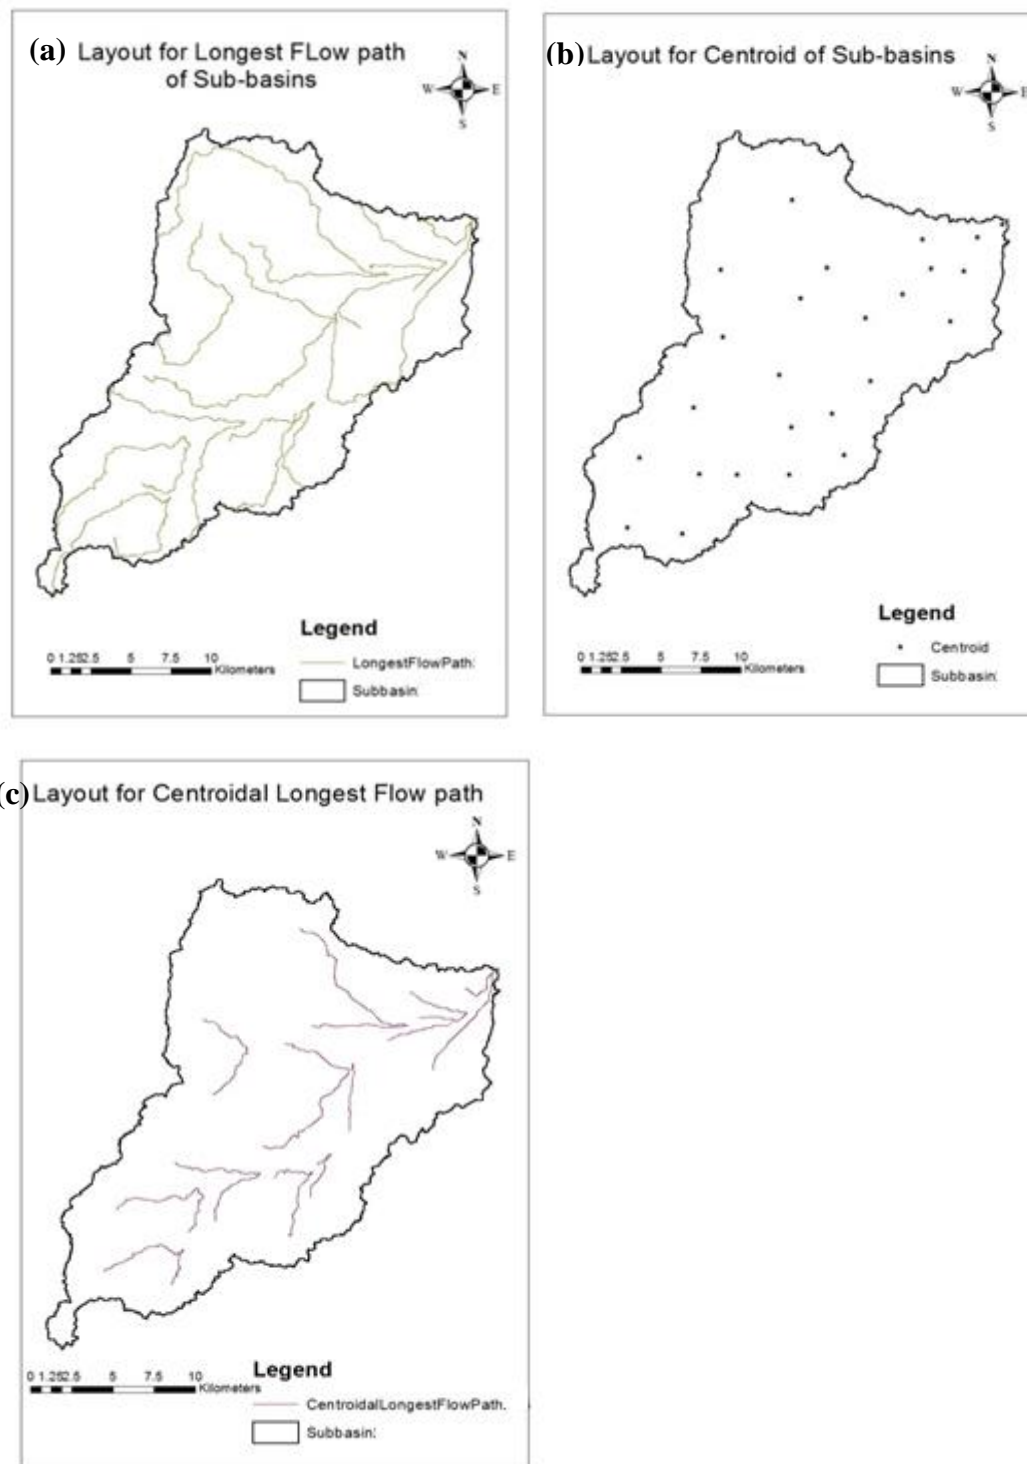 (a) Layout for Longest FLow path
of Sub-basins
N
W E
S
Legend
0 1.252.5 5 7.5 10
Kilometers
LongestFlowPath:
Subbasin:
(b) Layout for Centroid of Sub-basins
N
W E
S
Legend
0 1.252.5 5 7.5 10
Kilometers
Centroid
Subbasin:
(c) Layout for Centroidal Longest Flow path
N
W E
S
Legend
0 1.252.5 5 7.5 10
Kilometers
CentroidalLongestFlowPath.
Subbasin: